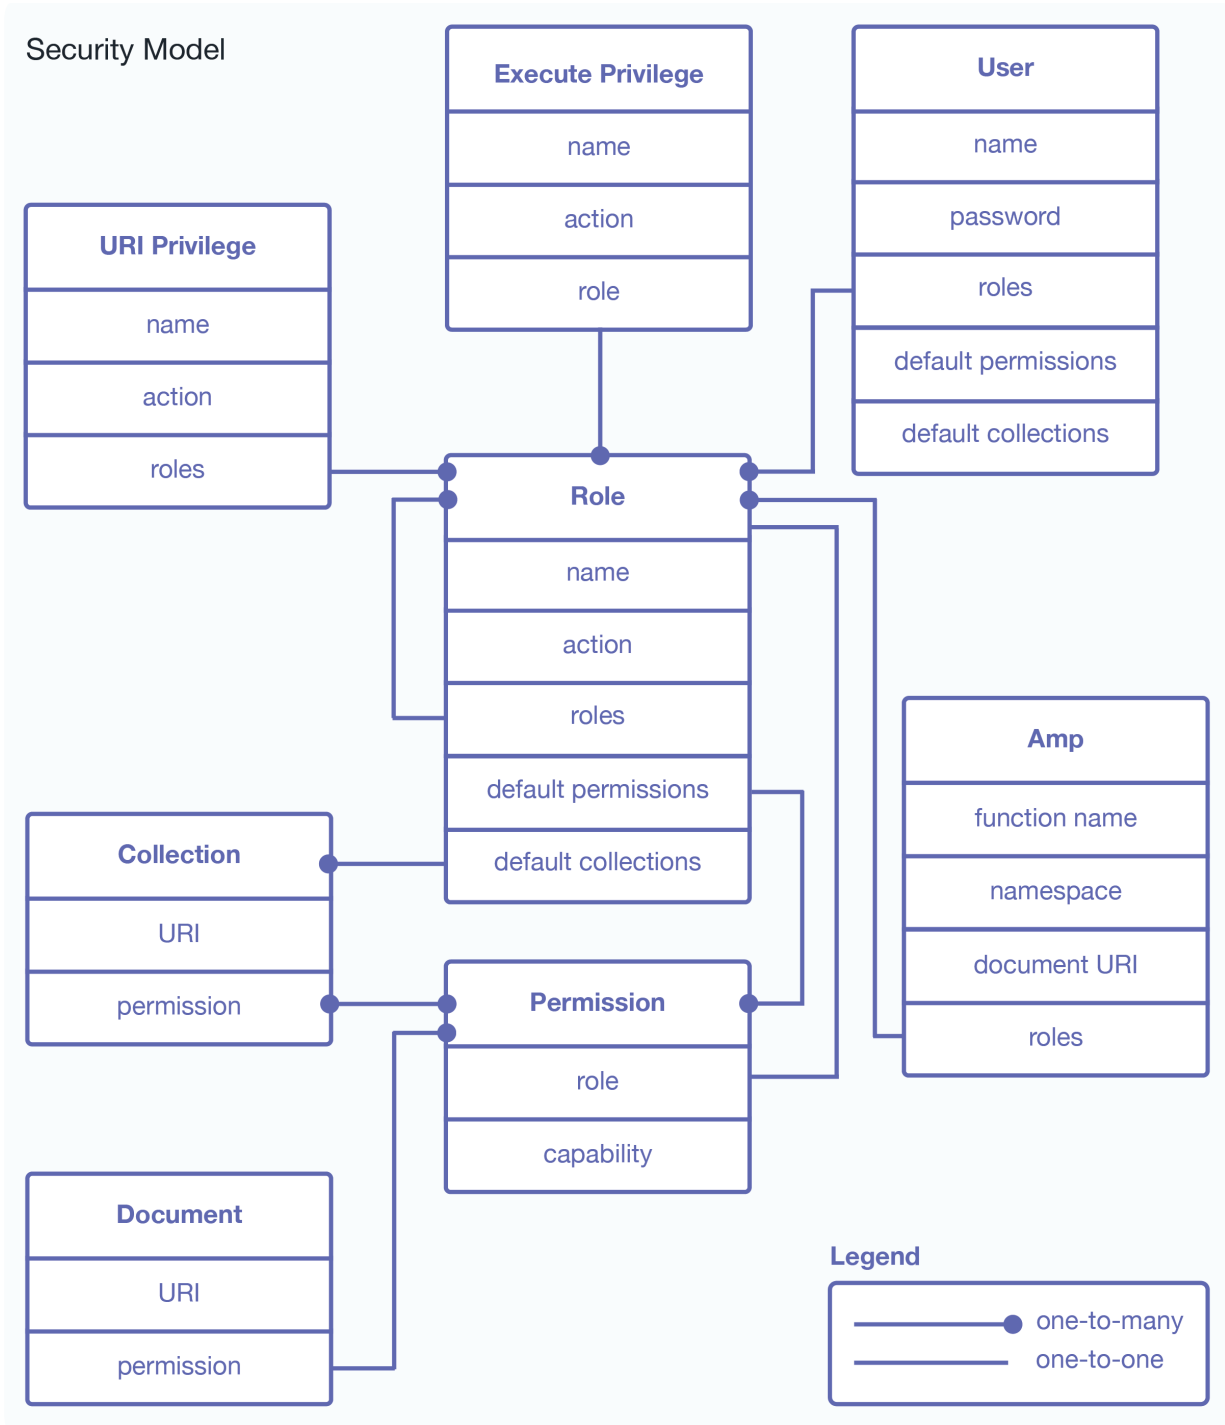 Security Model
Execute Privilege
name
action
role
User
name
password
roles
default permissions
default collections
URI Privilege
name
action
roles
Role
name
action
roles
default permissions
default collections
Amp
function name
namespace
document URI
roles
Collection
URI
permission
Permission
role
capability
Document
URI
permission
Legend
one-to-many
one-to-one